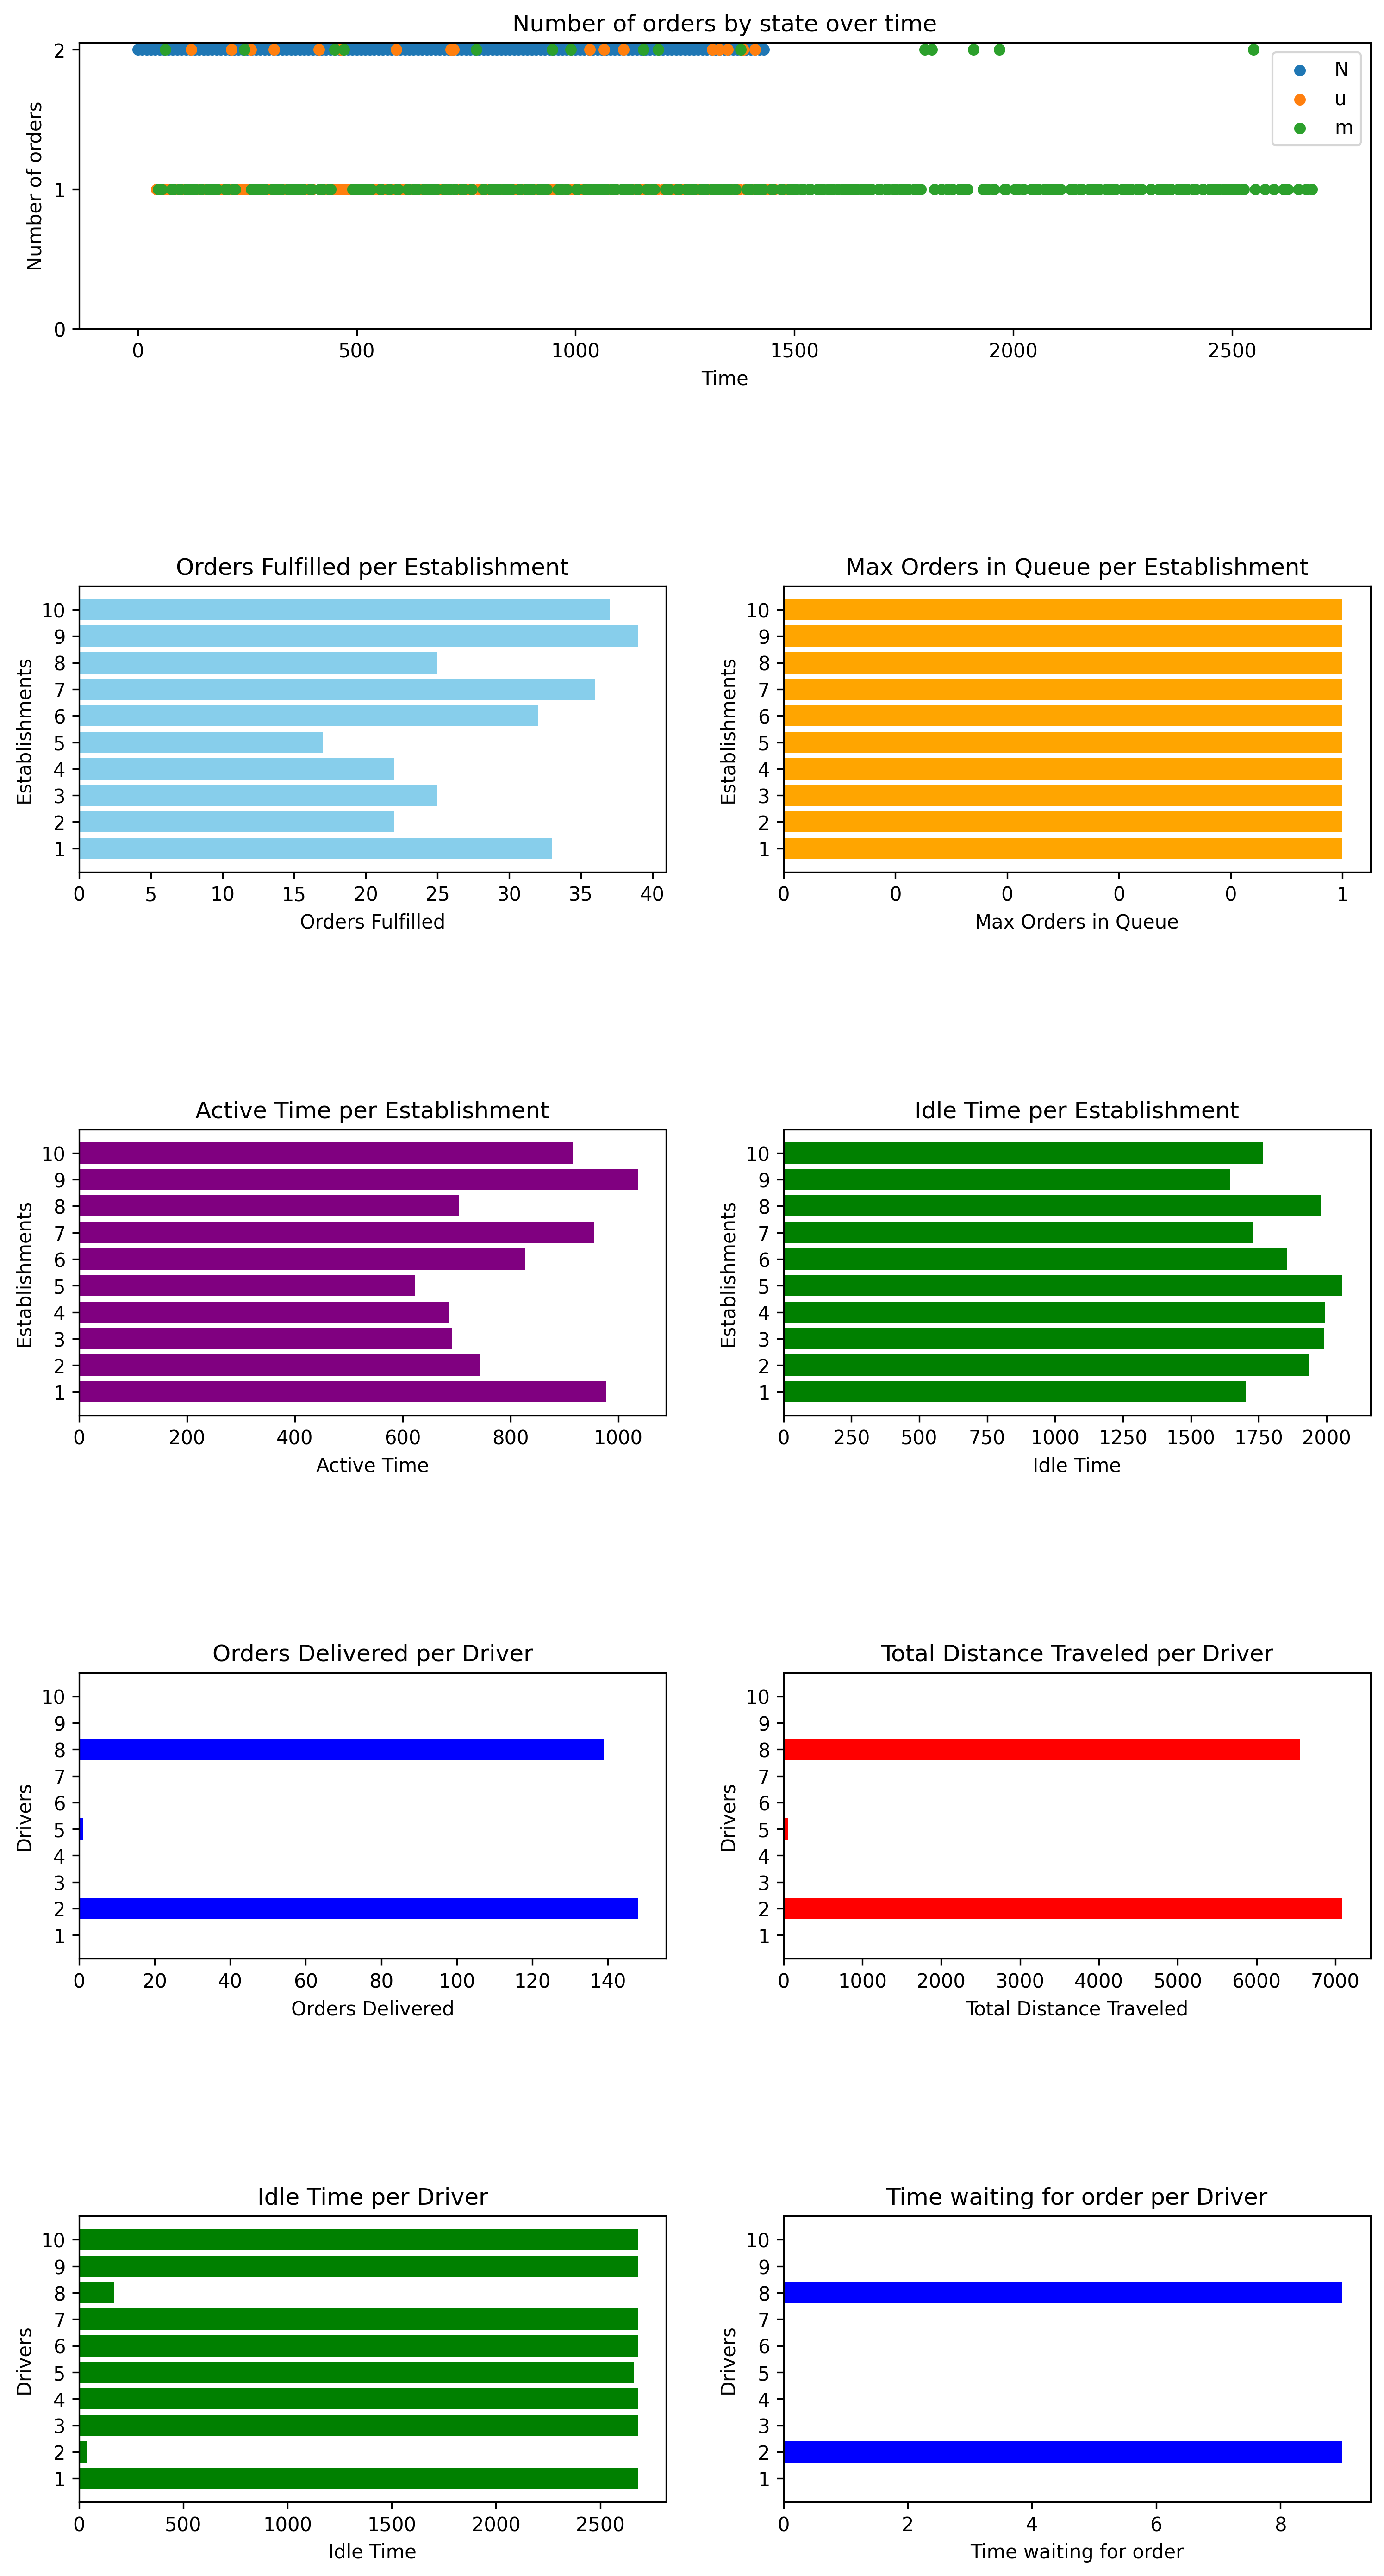 Number of orders by state over time
Number of orders
2
1
0
N
u
m
0 500 1000 1500 2000 2500
Time
Orders Fulfilled per Establishment
Establishments
10
9
8
7
6
5
4
3
2
1
0 5 10 15 20 25 30 35 40
Orders Fulfilled
Max Orders in Queue per Establishment
Establishments
10
9
8
7
6
5
4
3
2
1
0 0 0 0 0 1
Max Orders in Queue
Active Time per Establishment
Establishments
10
9
8
7
6
5
4
3
2
1
0 200 400 600 800 1000
Active Time
Idle Time per Establishment
Establishments
10
9
8
7
6
5
4
3
2
1
0 250 500 750 1000 1250 1500 1750 2000
Idle Time
Orders Delivered per Driver
Drivers
10
9
8
7
6
5
4
3
2
1
0 20 40 60 80 100 120 140
Orders Delivered
Total Distance Traveled per Driver
Drivers
10
9
8
7
6
5
4
3
2
1
0 1000 2000 3000 4000 5000 6000 7000
Total Distance Traveled
Idle Time per Driver
Drivers
10
9
8
7
6
5
4
3
2
1
0 500 1000 1500 2000 2500
Idle Time
Time waiting for order per Driver
Drivers
10
9
8
7
6
5
4
3
2
1
0 2 4 6 8
Time waiting for order